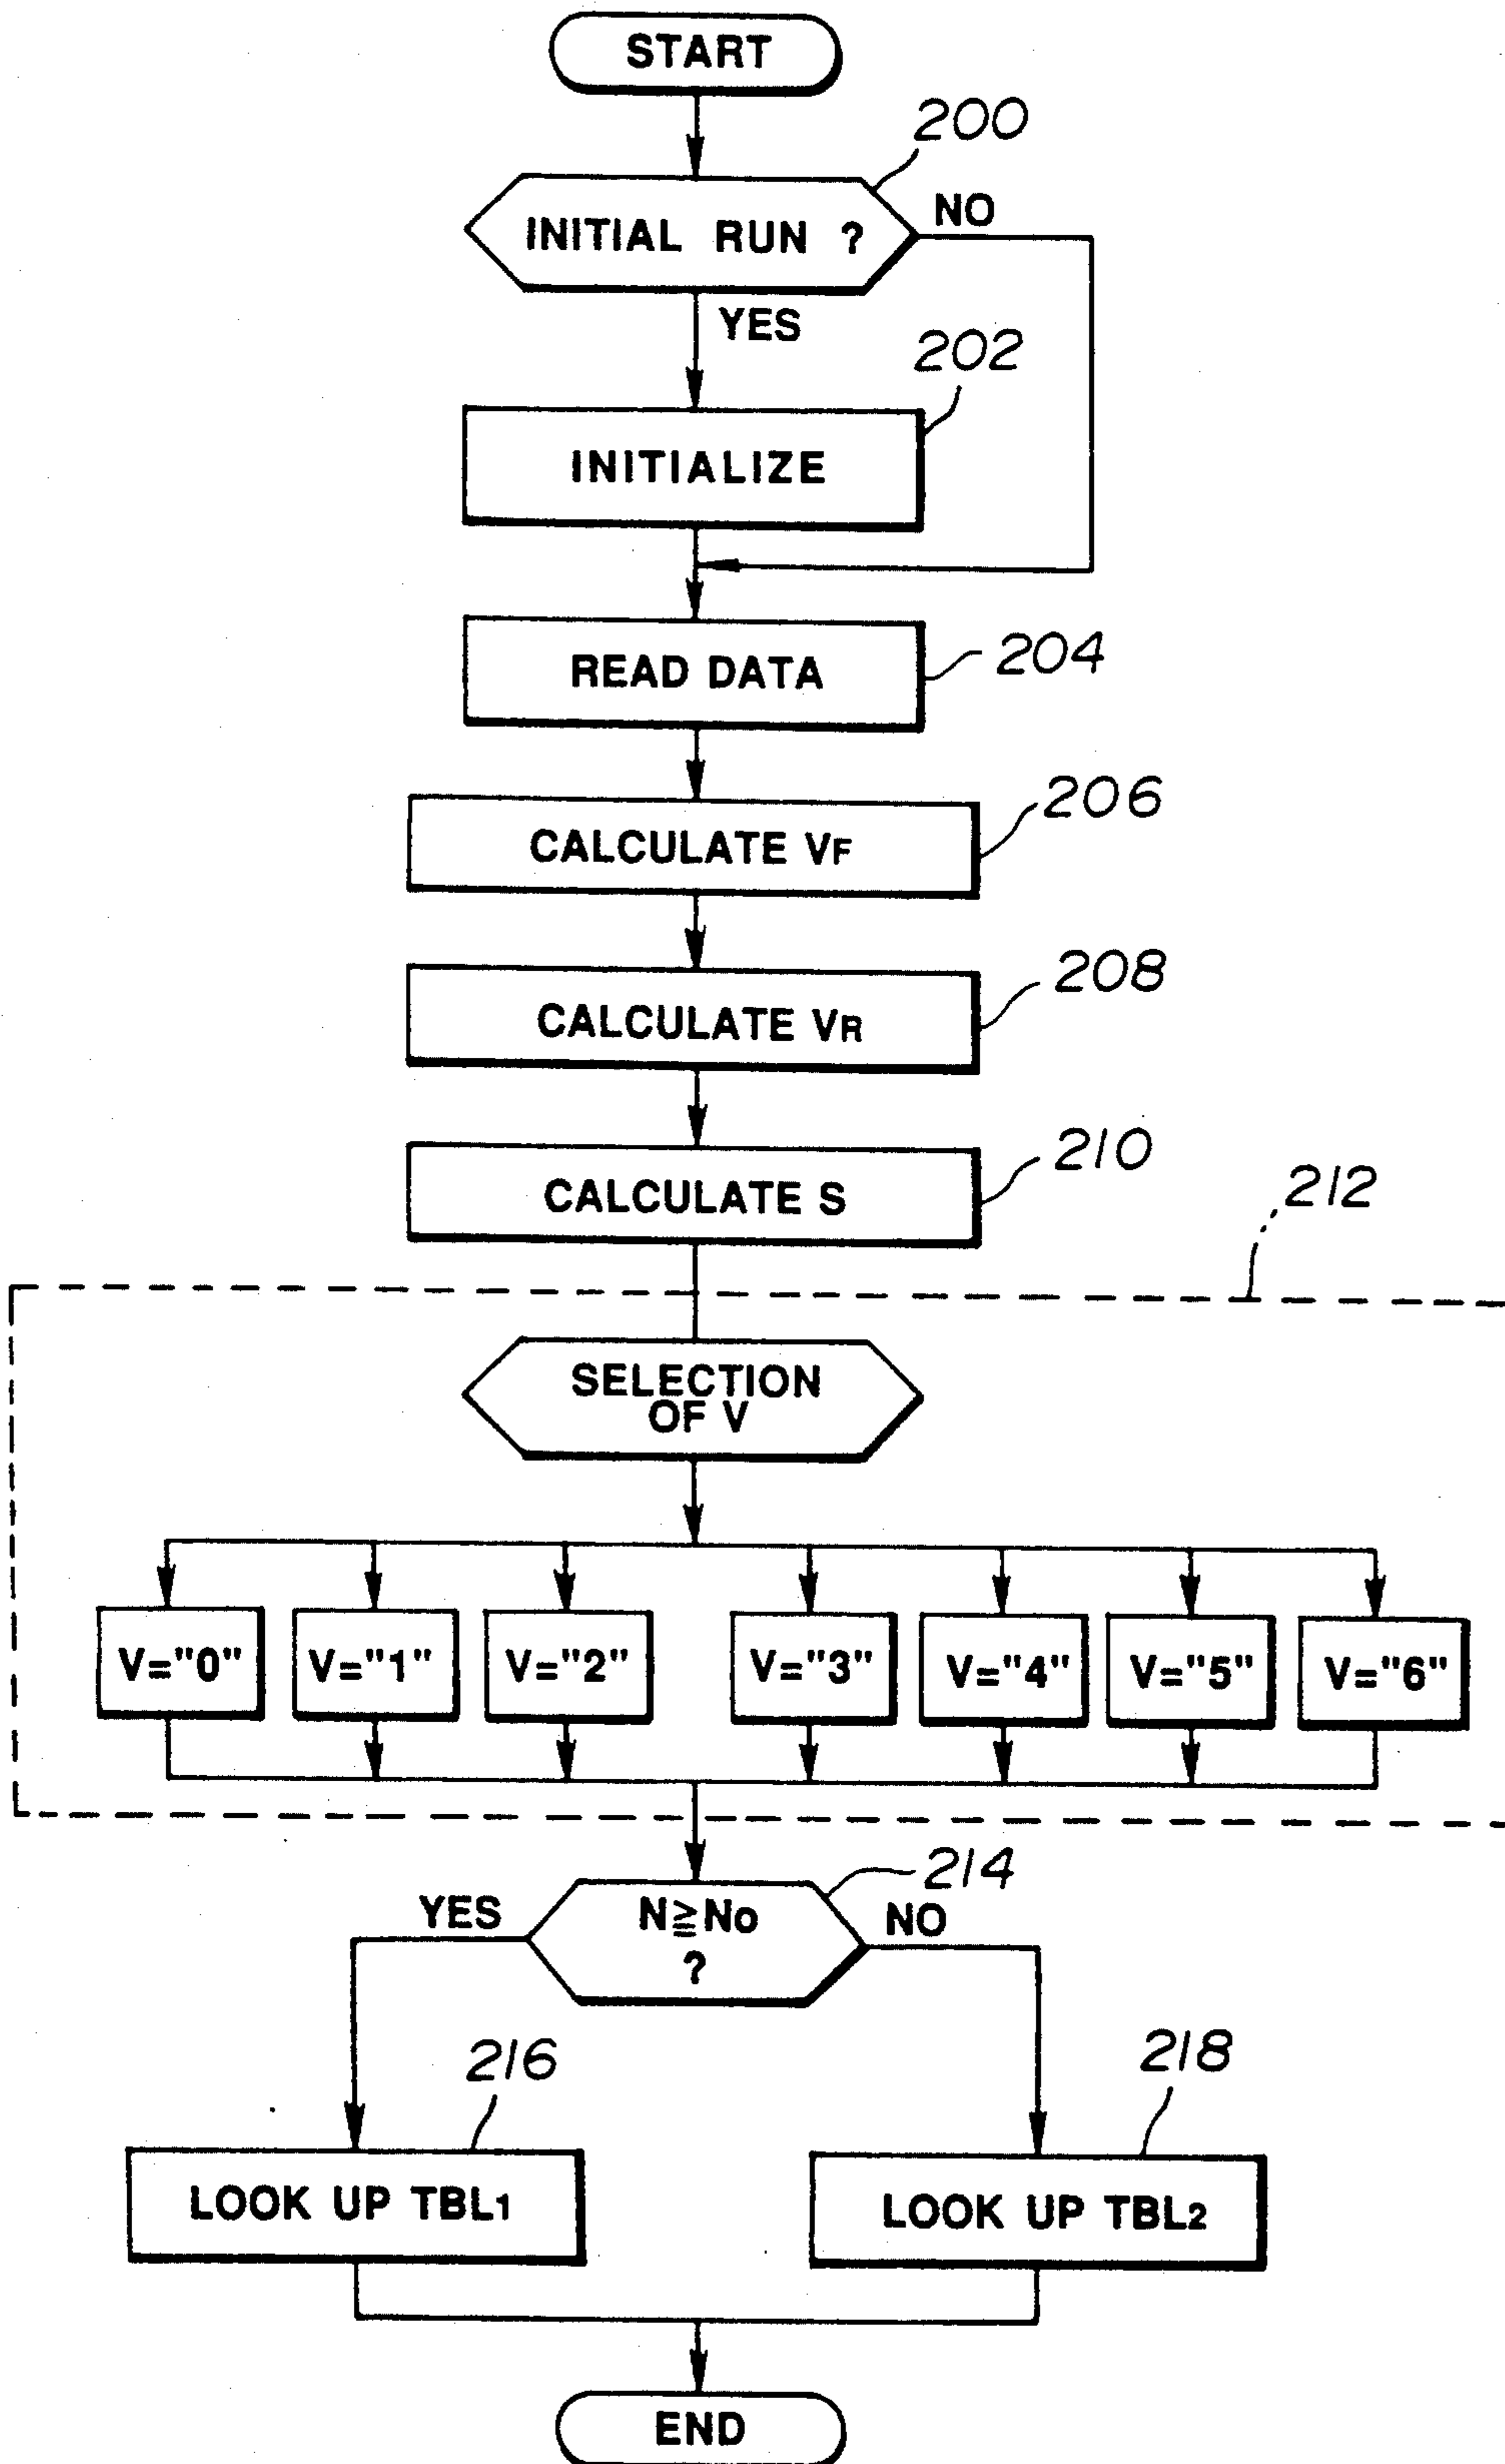 START
200
INITIAL RUN ?
NO
YES
202
INITIALIZE
READ DATA
204
206
CALCULATE VF
208
CALCULATE VR
210
CALCULATE S
212
SELECTION
OF V
V="0" V="1" V="2" V="3" V="4" V="5" V="6"
214
YES
N≧No
?
NO
216
218
LOOK UP TBL1
LOOK UP TBL2
END